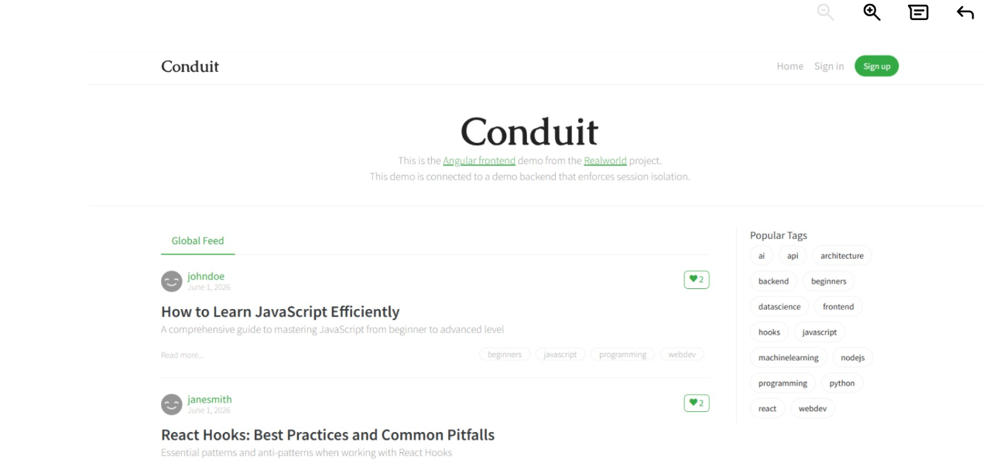 Conduit
Home Sign in Sign up
Conduit
This is the Angular frontend demo from the Realworld project.
This demo is connected to a demo backend that enforces session isolation.
Global Feed
johndoe
June 1, 2026
2
How to Learn JavaScript Efficiently
A comprehensive guide to mastering JavaScript from beginner to advanced level
Read more...
beginners javascript programming webdev
janesmith
June 1, 2026
2
React Hooks: Best Practices and Common Pitfalls
Essential patterns and anti-patterns when working with React Hooks
Popular Tags
ai api architecture
backend beginners
datascience frontend
hooks javascript
machinelearning nodejs
programming python
react webdev